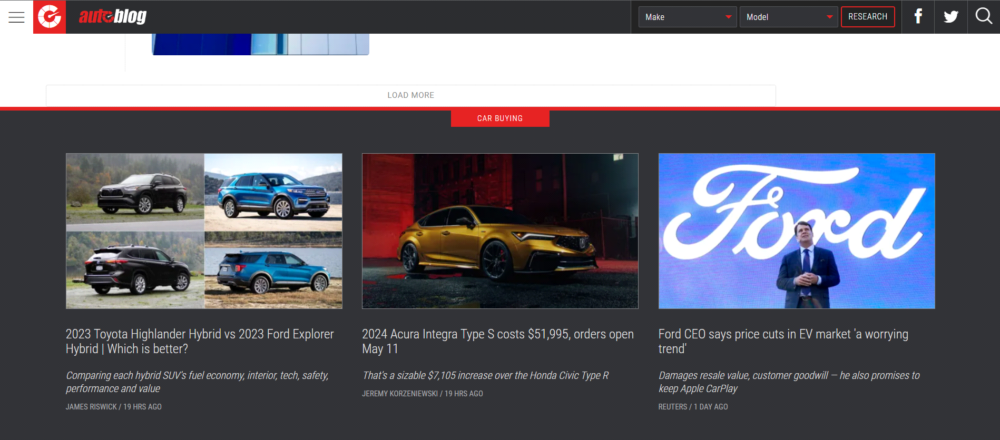 autoblog
Make
Model
RESEARCH
LOAD MORE
CAR BUYING
Ford
2023 Toyota Highlander Hybrid vs 2023 Ford Explorer
Hybrid | Which is better?
Comparing each hybrid SUV's fuel economy, interior, tech, safety,
performance and value
JAMES RISWICK / 19 HRS AGO
2024 Acura Integra Type S costs $51,995, orders open
May 11
That's a sizable $7,105 increase over the Honda Civic Type R
JEREMY KORZENIEWSKI / 19 HRS AGO
Ford CEO says price cuts in EV market 'a worrying
trend'
Damages resale value, customer goodwill — he also promises to
keep Apple CarPlay
REUTERS / 1 DAY AGO